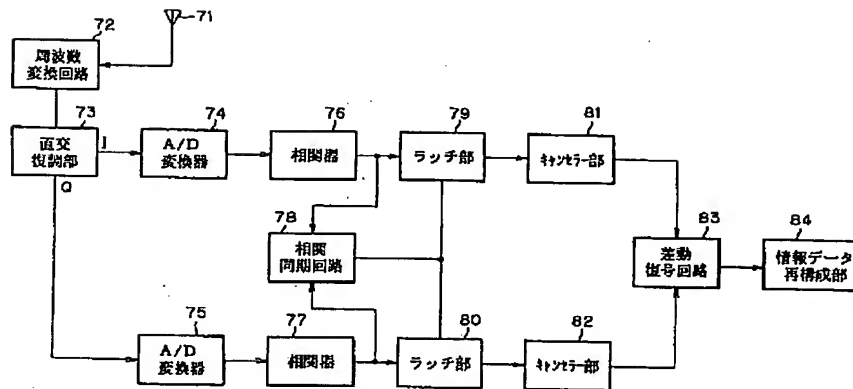 71
72
周波数
変換回路
73
直交
復調部
I
Q
74
A/D
変換器
76
相関器
79
ラッチ部
81
キャンセラー部
78
相関
同期回路
83
差動
復号回路
84
情報データ
再構成部
75
A/D
変換器
77
相関器
80
ラッチ部
82
キャンセラー部